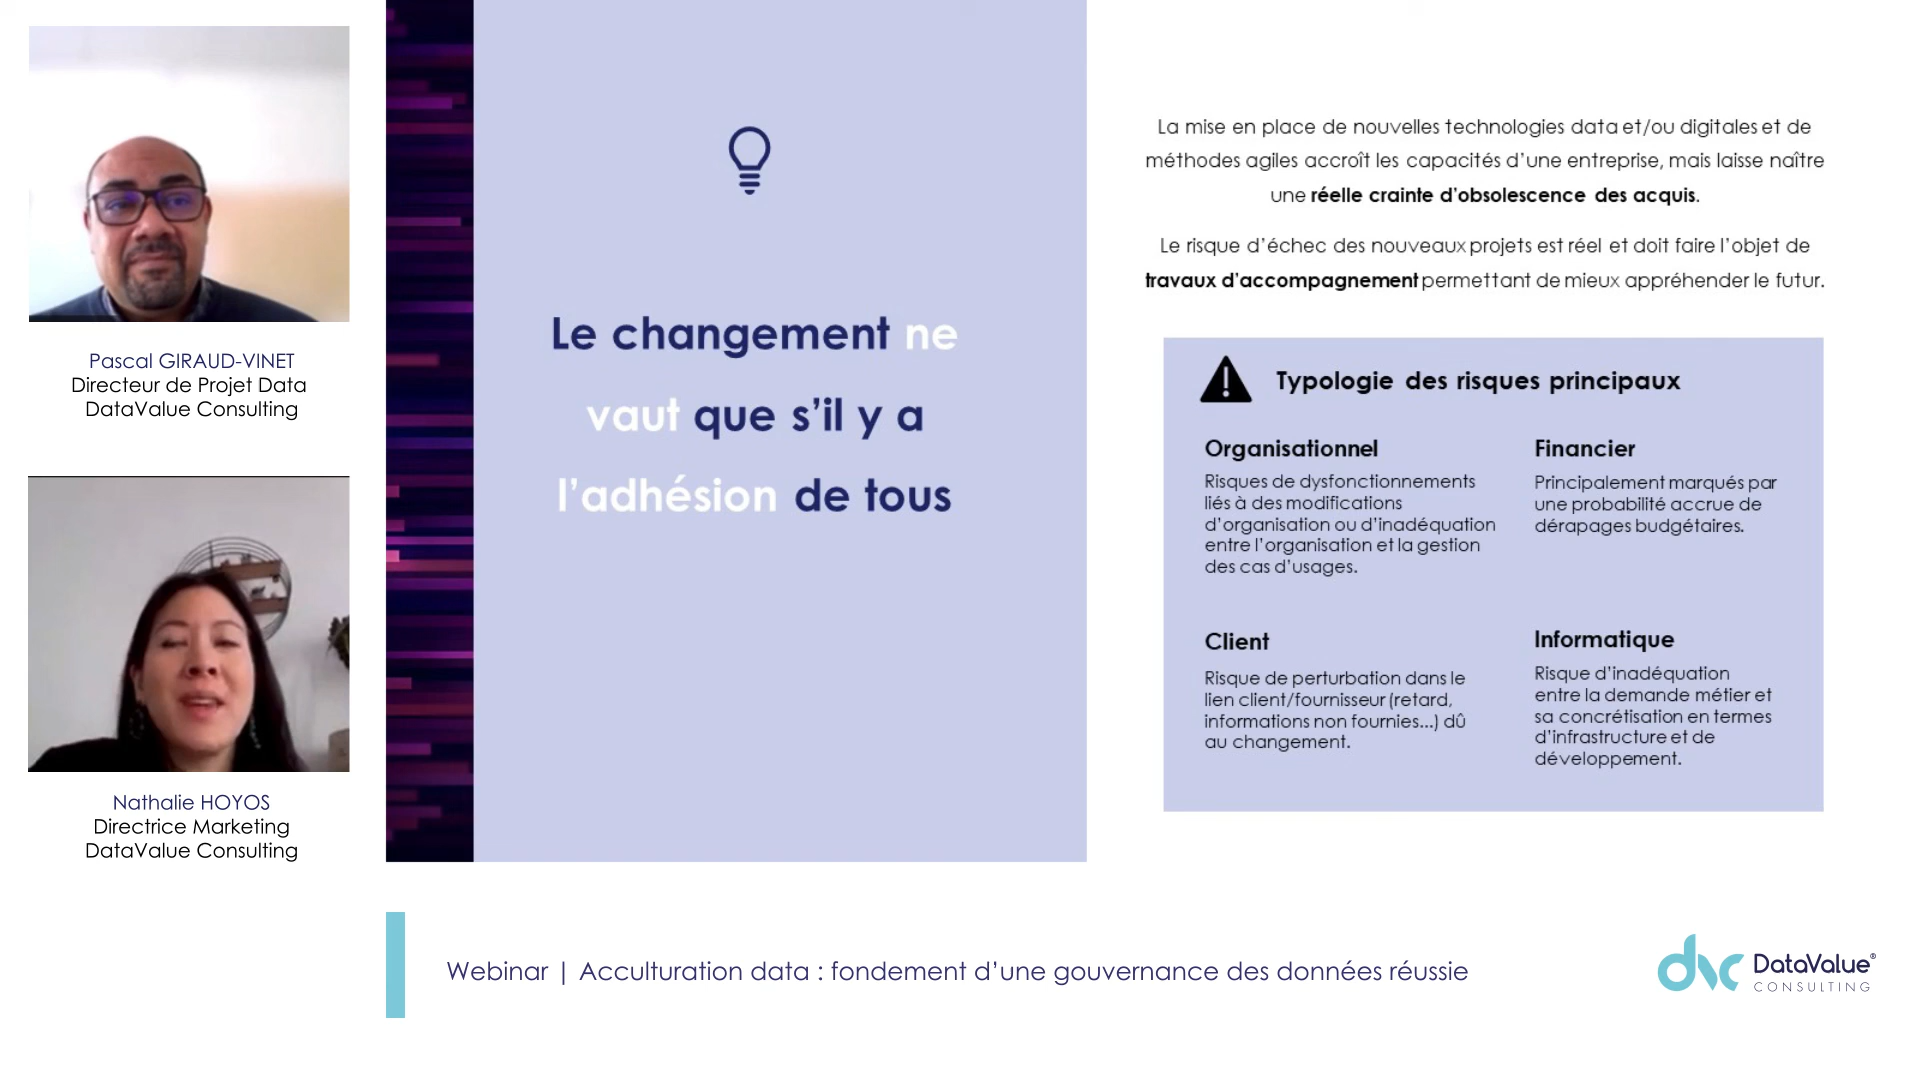 Pascal GIRAUD-VINET
Directeur de Projet Data
DataValue Consulting
Nathalie HOYOS
Directrice Marketing
DataValue Consulting
Le changement ne
vaut que s’il y a
l’adhésion de tous
La mise en place de nouvelles technologies data et/ou digitales et de
méthodes agiles accroît les capacités d’une entreprise, mais laisse naître
une réelle crainte d’obsolescence des acquis.
Le risque d’échec des nouveaux projets est réel et doit faire l’objet de
travaux d’accompagnement permettant de mieux appréhender le futur.
Typologie des risques principaux
Organisationnel
Risques de dysfonctionnements
liés à des modifications
d’organisation ou d’inadéquation
entre l’organisation et la gestion
des cas d’usages.
Financier
Principalement marqués par
une probabilité accrue de
dérapages budgétaires.
Client
Risque de perturbation dans le
lien client/fournisseur (retard,
informations non fournies...) dû
au changement.
Informatique
Risque d’inadéquation
entre la demande métier et
sa concrétisation en termes
d’infrastructure et de
développement.
Webinar | Acculturation data : fondement d’une gouvernance des données réussie
dvc DataValue®
CONSULTING